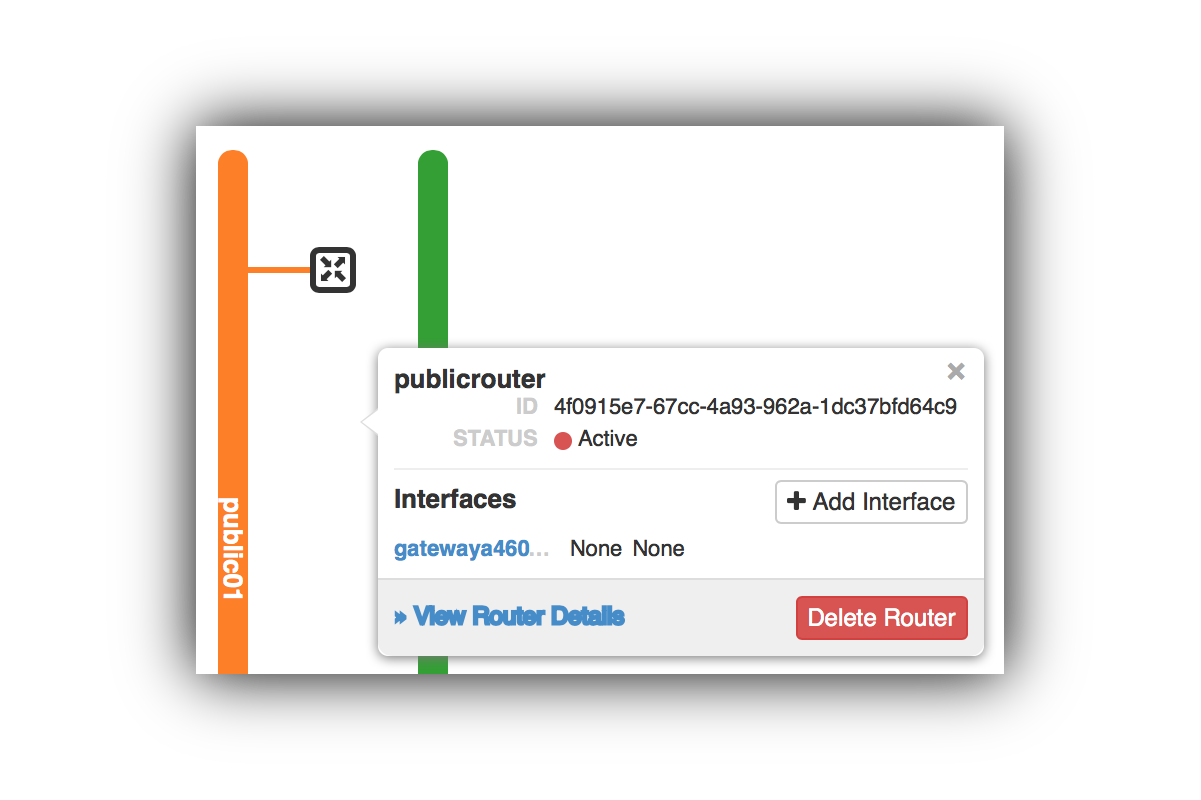 public01
publicrouter
ID 4f0915e7-67cc-4a93-962a-1dc37bfd64c9
STATUS Active
Interfaces
Add Interface
gatewaya460... None None
» View Router Details
Delete Router